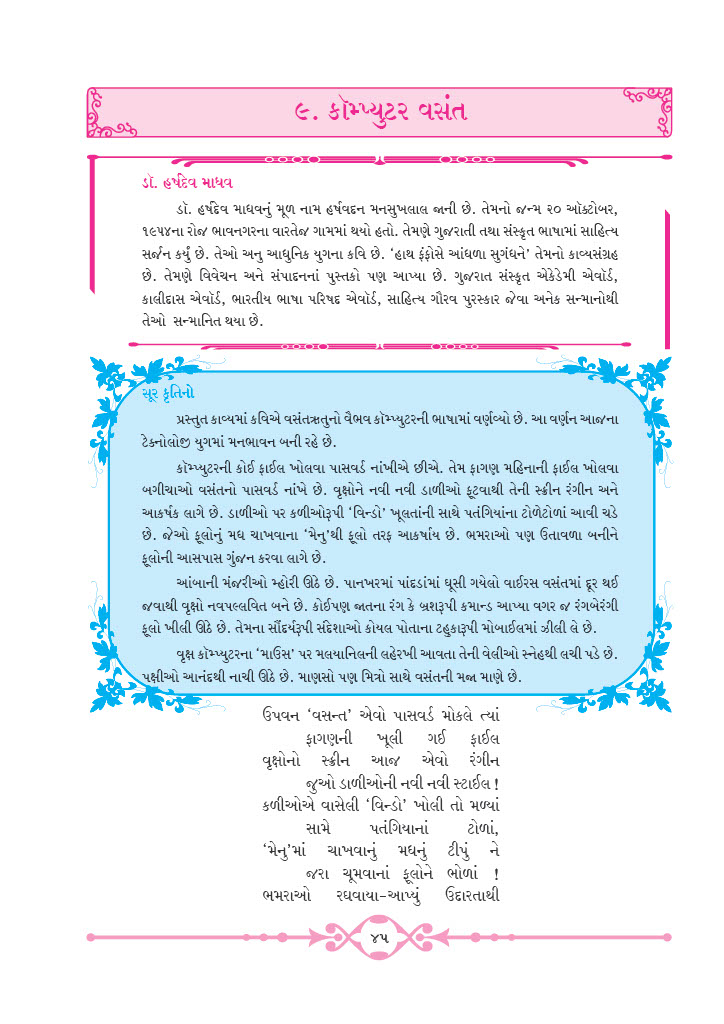 ૯. કૉમ્પ્યુટર વસંત
ડૉ. હર્ષદેવ માધવ
ડૉ. હર્ષદેવ માધવનું મૂળ નામ હર્ષવદન મનસુખલાલ જાની છે. તેમનો જન્મ ૨૦ ઑક્ટોબર,
૧૯૫૪ના રોજ ભાવનગરના વારતેજ ગામમાં થયો હતો. તેમણે ગુજરાતી તથા સંસ્કૃત ભાષામાં સાહિત્ય
સર્જન કર્યું છે. તેઓ અનુ આધુનિક યુગના કવિ છે. ‘હાથ ફંફોસે આંધળા સુગંધને’ તેમનો કાવ્યસંગ્રહ
છે. તેમણે વિવેચન અને સંપાદનનાં પુસ્તકો પણ આપ્યા છે. ગુજરાત સંસ્કૃત એકેડેમી એવૉર્ડ,
કાલીદાસ એવૉર્ડ, ભારતીય ભાષા પરિષદ એવૉર્ડ, સાહિત્ય ગૌરવ પુરસ્કાર જેવા અનેક સન્માનોથી
તેઓ સન્માનિત થયા છે.
સૂર કૃતિનો
પ્રસ્તુત કાવ્યમાં કવિએ વસંતઋતુનો વૈભવ કૉમ્પ્યુટરની ભાષામાં વર્ણવ્યો છે. આ વર્ણન આજના
ટેક્નોલોજી યુગમાં મનભાવન બની રહે છે.
કૉમ્પ્યુટરની કોઈ ફાઈલ ખોલવા પાસવર્ડ નાંખીએ છીએ. તેમ ફાગણ મહિનાની ફાઈલ ખોલવા
બગીચાઓ વસંતનો પાસવર્ડ નાંખે છે. વૃક્ષોને નવી નવી ડાળીઓ ફૂટવાથી તેની સ્ક્રીન રંગીન અને
આકર્ષક લાગે છે. ડાળીઓ પર કળીઓરૂપી ‘વિન્ડો’ ખૂલતાંની સાથે પતંગિયાંના ટોળેટોળાં આવી ચડે
છે. જેઓ ફૂલોનું મધ ચાખવાના ‘મેનુ’થી ફૂલો તરફ આકર્ષાય છે. ભમરાઓ પણ ઉતાવળા બનીને
ફૂલોની આસપાસ ગુંજન કરવા લાગે છે.
આંબાની મંજરીઓ મ્હોરી ઊઠે છે. પાનખરમાં પાંદડાંમાં ઘૂસી ગયેલો વાઈરસ વસંતમાં દૂર થઈ
જવાથી વૃક્ષો નવપલ્લવિત બને છે. કોઈપણ જાતના રંગ કે બ્રશરૂપી કમાન્ડ આપ્યા વગર જ રંગબેરંગી
ફૂલો ખીલી ઊઠે છે. તેમના સૌંદર્યરૂપી સંદેશાઓ કોયલ પોતાના ટહુકારૂપી મોબાઈલમાં ઝીલી લે છે.
વૃક્ષ કૉમ્પ્યુટરના ‘માઉસ’ પર મલયાનિલની લહેરખી આવતા તેની વેલીઓ સ્નેહથી લચી પડે છે.
પક્ષીઓ આનંદથી નાચી ઊઠે છે. માણસો પણ મિત્રો સાથે વસંતની મજા માણે છે.
ઉપવન ‘વસન્ત’ એવો પાસવર્ડ મોકલે ત્યાં
ફાગણની ખૂલી ગઈ ફાઈલ
વૃક્ષોનો સ્ક્રીન આજ એવો રંગીન
જુઓ ડાળીઓની નવી નવી સ્ટાઈલ !
કળીઓએ વાસેલી ‘વિન્ડો’ ખોલી તો મળ્યાં
સામે પતંગિયાનાં ટોળાં,
‘મેનુ’માં ચાખવાનું મધનું ટીપું ને
જરા ચૂમવાનાં ફૂલોને ભોળાં !
ભમરાઓ રઘવાયા-આપ્યું ઉદારતાથી
૪૫